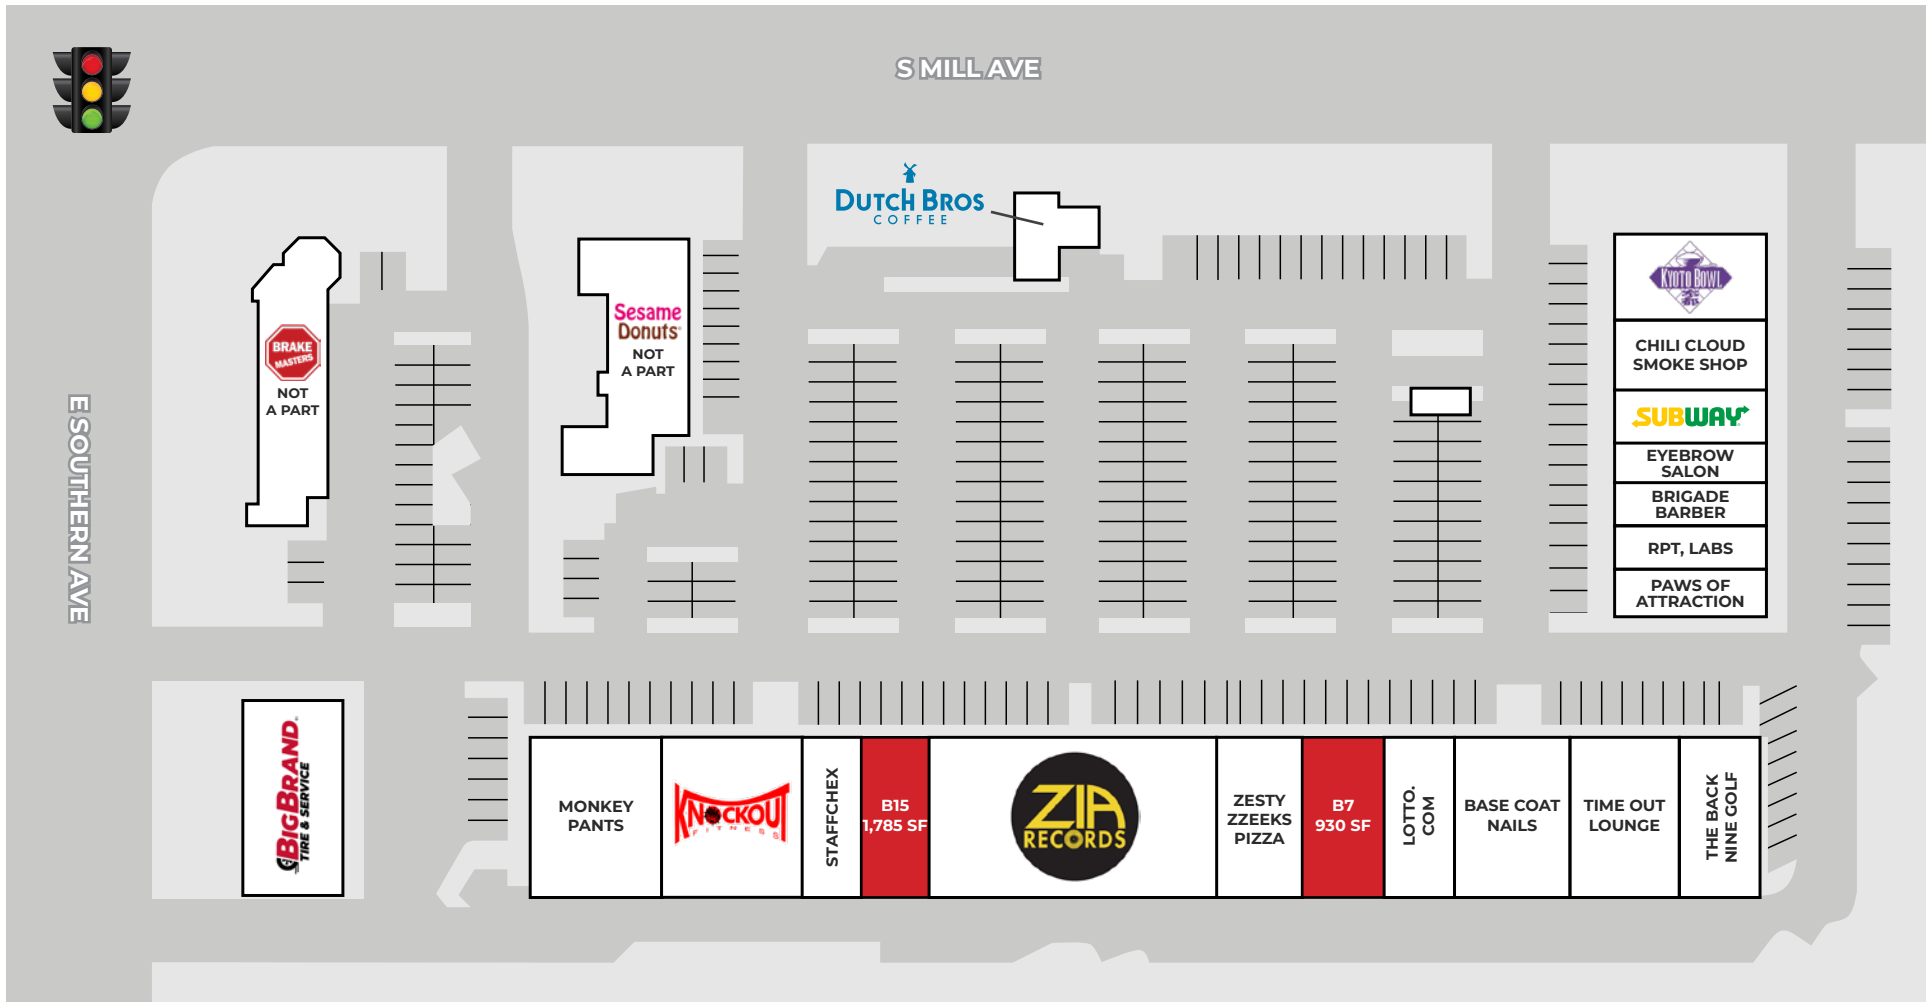 S MILL AVE
E SOUTHERN AVE
DUTCH BROS
COFFEE
BRAKE
MASTERS
NOT
A PART
Sesame
Donuts
NOT
A PART
KYOTO BOWL
CHILI CLOUD
SMOKE SHOP
SUBWAY
EYEBROW
SALON
BRIGADE
BARBER
RPT, LABS
PAWS OF
ATTRACTION
BIGBRAND
TIRE & SERVICE
MONKEY
PANTS
KNOCKOUT
FITNESS
STAFFCHEX
B15
1,785 SF
ZIA
RECORDS
ZESTY
ZZEEKS
PIZZA
B7
930 SF
LOTTO.
COM
BASE COAT
NAILS
TIME OUT
LOUNGE
THE BACK
NINE GOLF